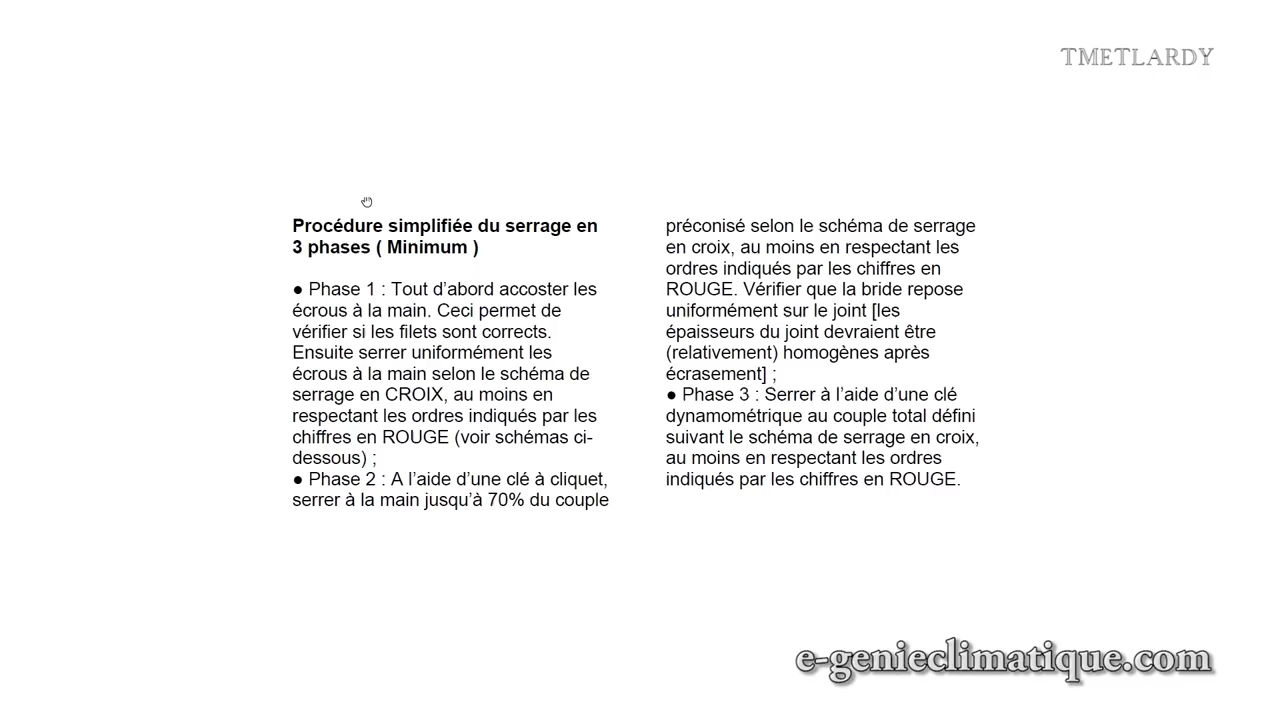 TMETLARDY
Procédure simplifiée du serrage en
3 phases ( Minimum )
● Phase 1 : Tout d’abord accoster les
écrous à la main. Ceci permet de
vérifier si les filets sont corrects.
Ensuite serrer uniformément les
écrous à la main selon le schéma de
serrage en CROIX, au moins en
respectant les ordres indiqués par les
chiffres en ROUGE (voir schémas ci-
dessous) ;
● Phase 2 : A l’aide d’une clé à cliquet,
serrer à la main jusqu’à 70% du couple
préconisé selon le schéma de serrage
en croix, au moins en respectant les
ordres indiqués par les chiffres en
ROUGE. Vérifier que la bride repose
uniformément sur le joint [les
épaisseurs du joint devraient être
(relativement) homogènes après
écrasement] ;
● Phase 3 : Serrer à l’aide d’une clé
dynamométrique au couple total défini
suivant le schéma de serrage en croix,
au moins en respectant les ordres
indiqués par les chiffres en ROUGE.
e-genieclimatique.com